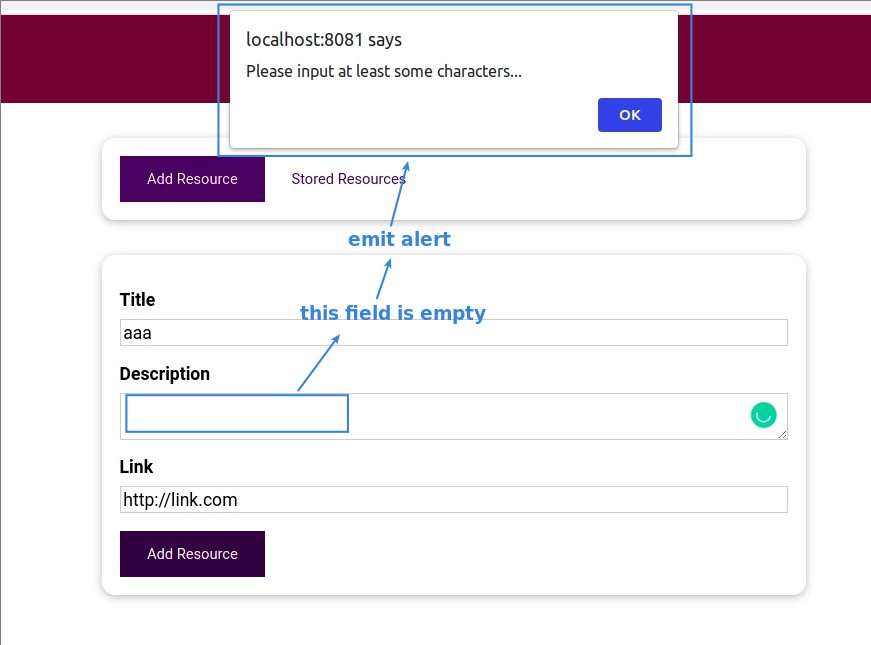 localhost:8081 says
Please input at least some characters...
OK
Add Resource
Stored Resources
emit alert
Title
this field is empty
aaa
Description
Link
http://link.com
Add Resource